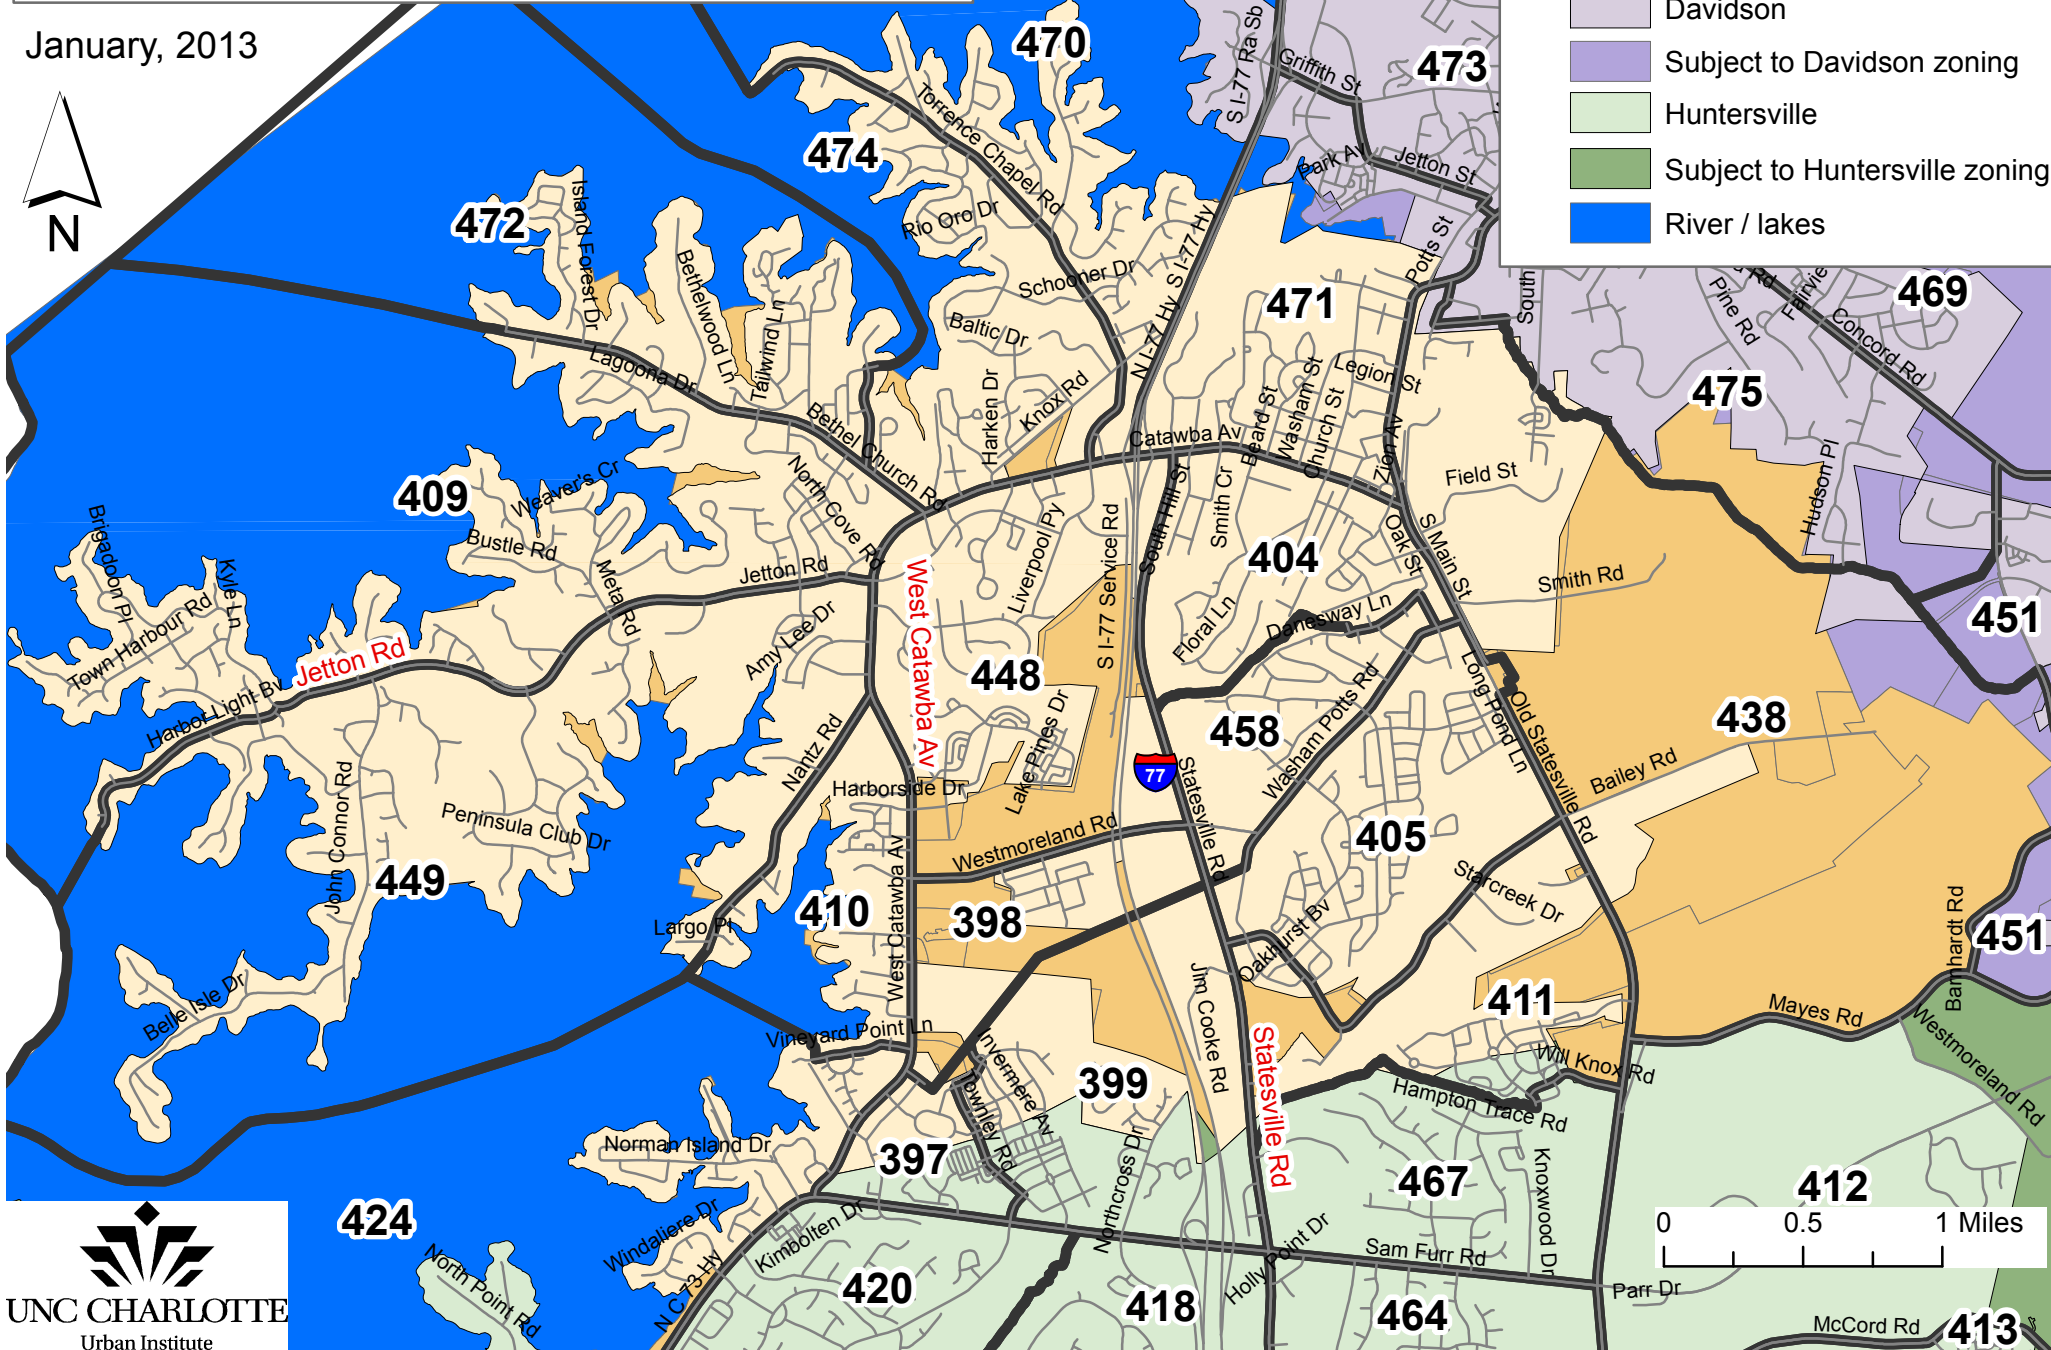 January, 2013
N
Davidson
Subject to Davidson zoning
Huntersville
Subject to Huntersville zoning
River / lakes
470
473
474
472
471
469
475
409
404
451
448
458
438
405
449
410
398
451
411
399
397
467
412
424
420
418
464
413
S I-77 Ra Sb
Griffith St
Park Av
Jetton St
Torrence Chapel Rd
Island Forest Dr
Rio Oro Dr
Schooner Dr
Baltic Dr
N I-77 Hy
S I-77 Hy
Potts St
South
Rd
Pine Rd
Fairvie
Concord Rd
Bethelwood Ln
Tailwind Ln
Lagoona Dr
Bethel Church Rd
Harken Dr
Knox Rd
Catawba Av
Beard St
Washam St
Church St
Legion St
Zion Av
Field St
Hudson Pl
Weaver's Cr
Bustle Rd
Meta Rd
North Cove Rd
Jetton Rd
Amy Lee Dr
Brigadoon Pl
Kyle Ln
Town Harbour Rd
Harbor Light Bv
Jetton Rd
West Catawba Av
Liverpool Py
S I-77 Service Rd
South Hill St
Smith Cr
Oak St
S Main St
Smith Rd
Floral Ln
Danesway Ln
Long Pond Ln
Old Statesville Rd
Washam Potts Rd
Bailey Rd
Nantz Rd
Harborside Dr
Lake Pines Dr
77
Statesville Rd
Westmoreland Rd
John Connor Rd
Peninsula Club Dr
Largo Pl
West Catawba Av
Starcreek Dr
Oakhurst Bv
Barnhardt Rd
Mayes Rd
Westmoreland Rd
Belle Isle Dr
Vineyard Point Ln
Invermere Av
Townley Rd
Jim Cooke Rd
Statesville Rd
Will Knox Rd
Hampton Trace Rd
Knoxwood Dr
Norman Island Dr
Windaliere Dr
Kimbolten Dr
N C 73 Hy
North Point Rd
Northcross Dr
Holly Point Dr
Sam Furr Rd
Parr Dr
McCord Rd
0 0.5 1 Miles
UNC CHARLOTTE
Urban Institute